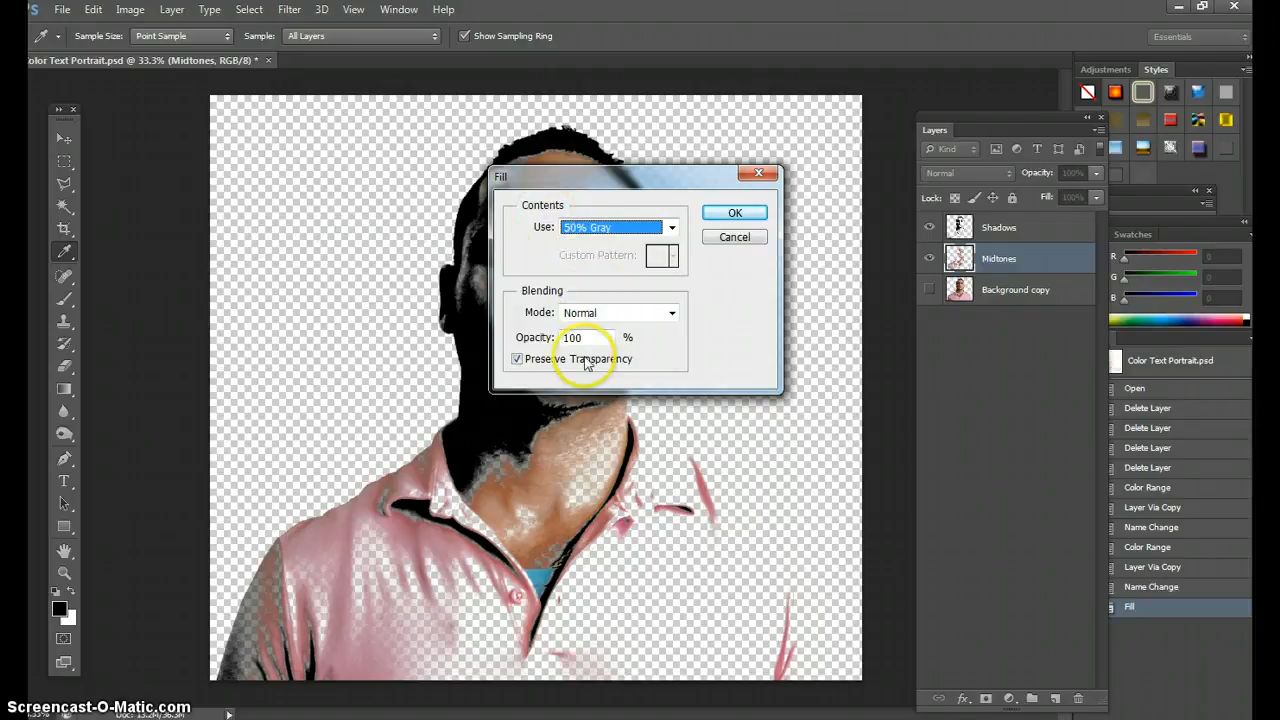 File Edit Image Layer Type Select Filter 3D View Window Help
Sample Size: Point Sample Sample: All Layers Show Sampling Ring Essentials
Color Text Portrait.psd @ 33.3% (Midtones, RGB/8) * ×
Adjustments Styles
Layers
Kind
Normal Opacity: 100%
Lock: Fill: 100%
Shadows
Midtones
Background copy
Swatches
R 0
G 0
B 0
Color Text Portrait.psd
Open
Delete Layer
Delete Layer
Delete Layer
Delete Layer
Color Range
Layer Via Copy
Name Change
Color Range
Layer Via Copy
Name Change
Fill
Fill
Contents
Use: 50% Gray
Custom Pattern:
OK
Cancel
Blending
Mode: Normal
Opacity: 100 %
Preserve Transparency
Screencast-O-Matic.com